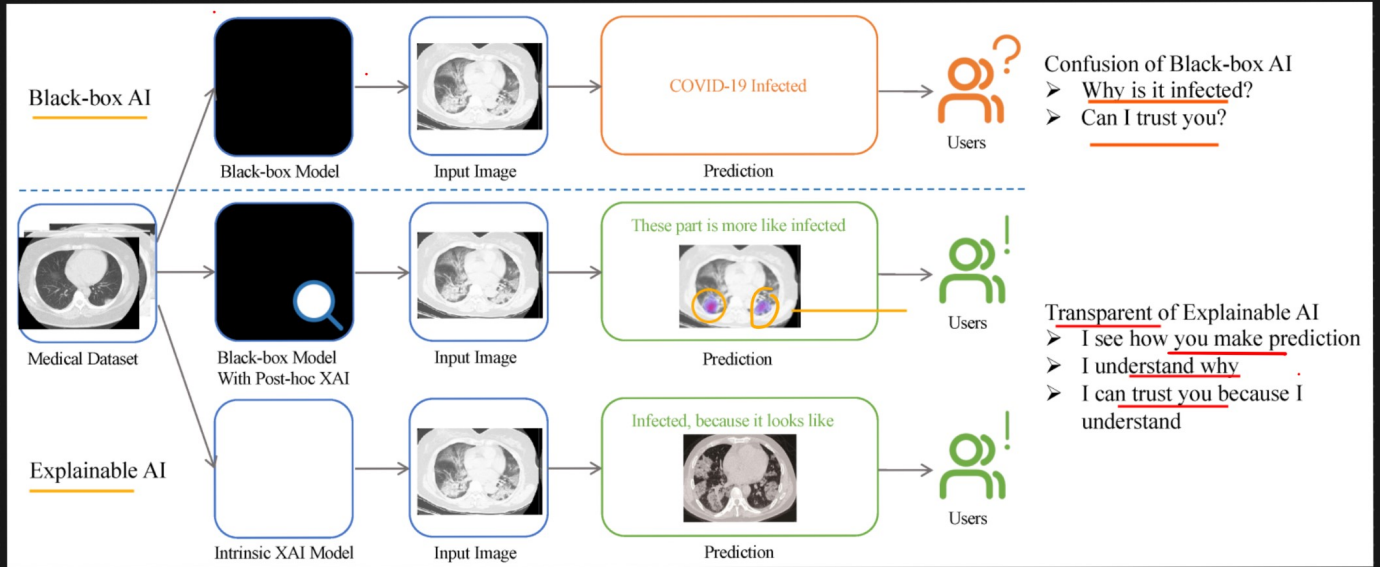 Black-box AI
Black-box Model
Input Image
COVID-19 Infected
Prediction
Users
Confusion of Black-box AI
➤ Why is it infected?
➤ Can I trust you?
Medical Dataset
Black-box Model
With Post-hoc XAI
Input Image
These part is more like infected
Prediction
Users
Transparent of Explainable AI
➤ I see how you make prediction
➤ I understand why
➤ I can trust you because I
understand
Explainable AI
Intrinsic XAI Model
Input Image
Infected, because it looks like
Prediction
Users